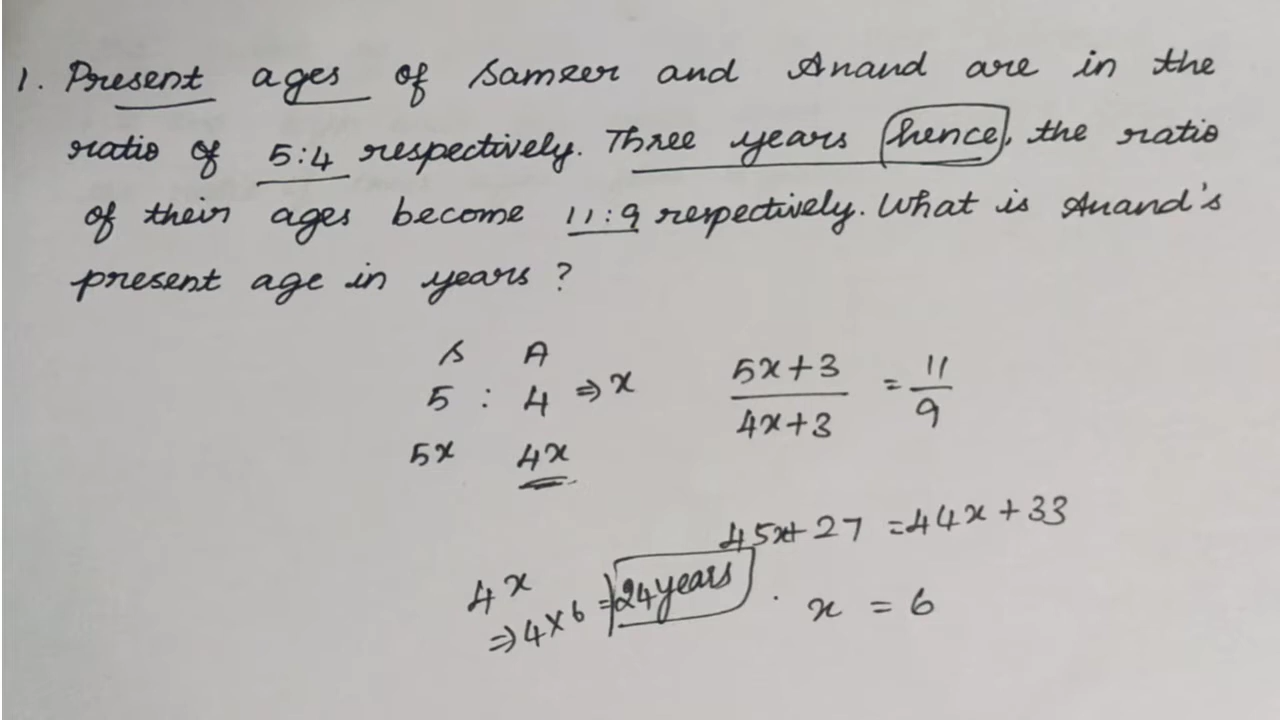 1. Present ages of Sameer and Anand are in the
ratio of 5:4 respectively. Three years hence, the ratio
of their ages become 11:9 respectively. What is Anand's
present age in years?
S A
5 : 4 ⇒ x
5x 4x
5x+3 / 4x+3 = 11/9
45x+27 = 44x+33
x = 6
4x
⇒ 4×6 = 24 years